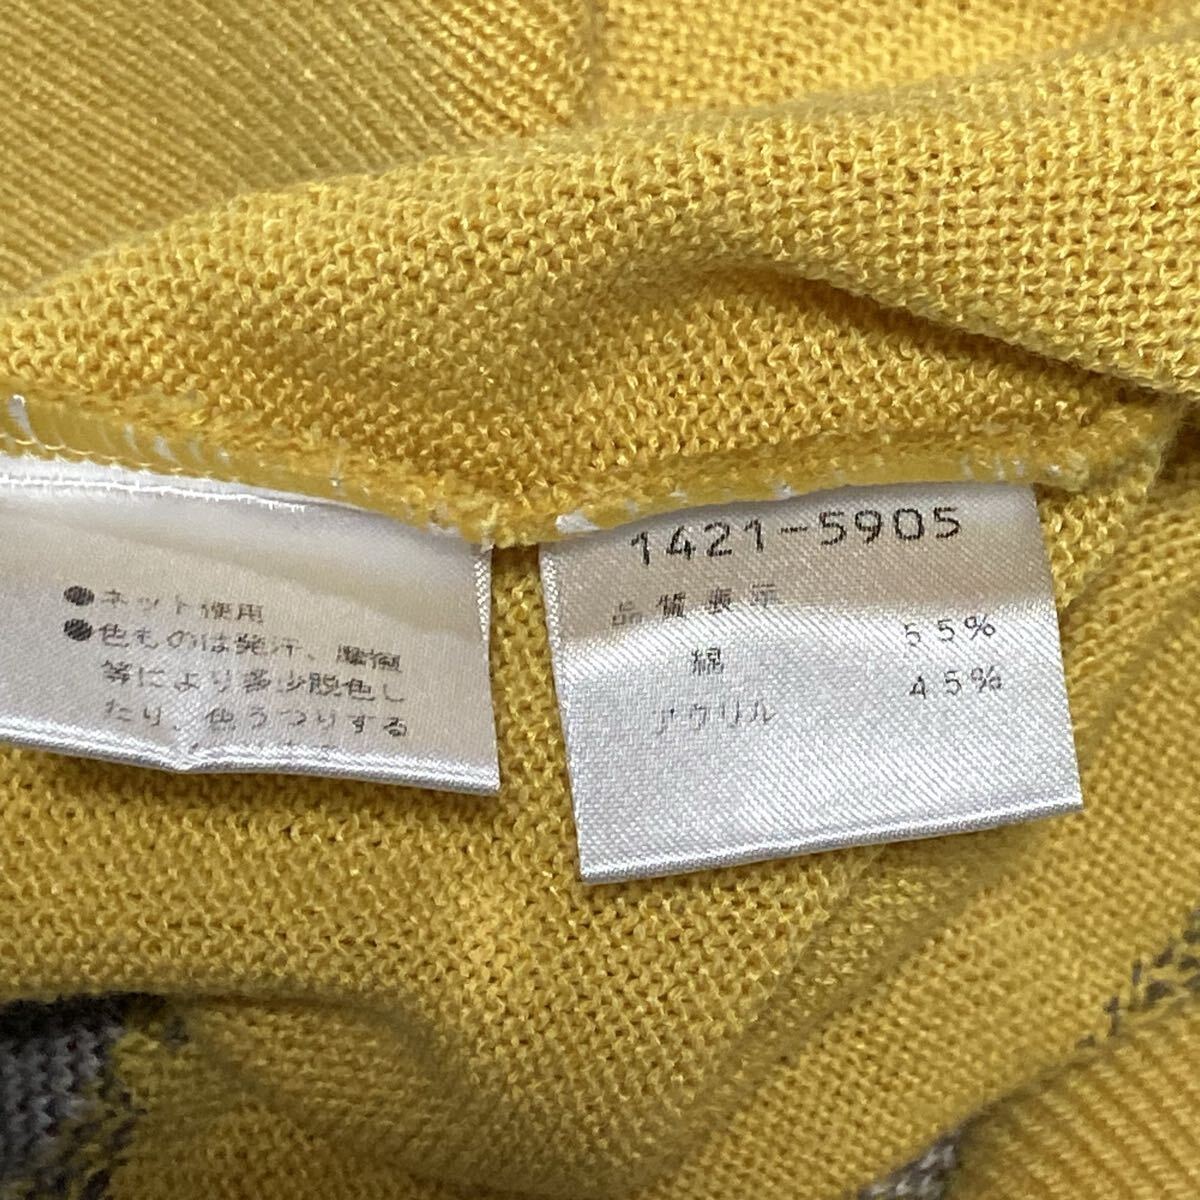 ●ネット使用
●色ものは発汗、摩擦
等により多少脱色し
たり、色うつりする
1421-5905
品質表示
綿 55%
アクリル 45%